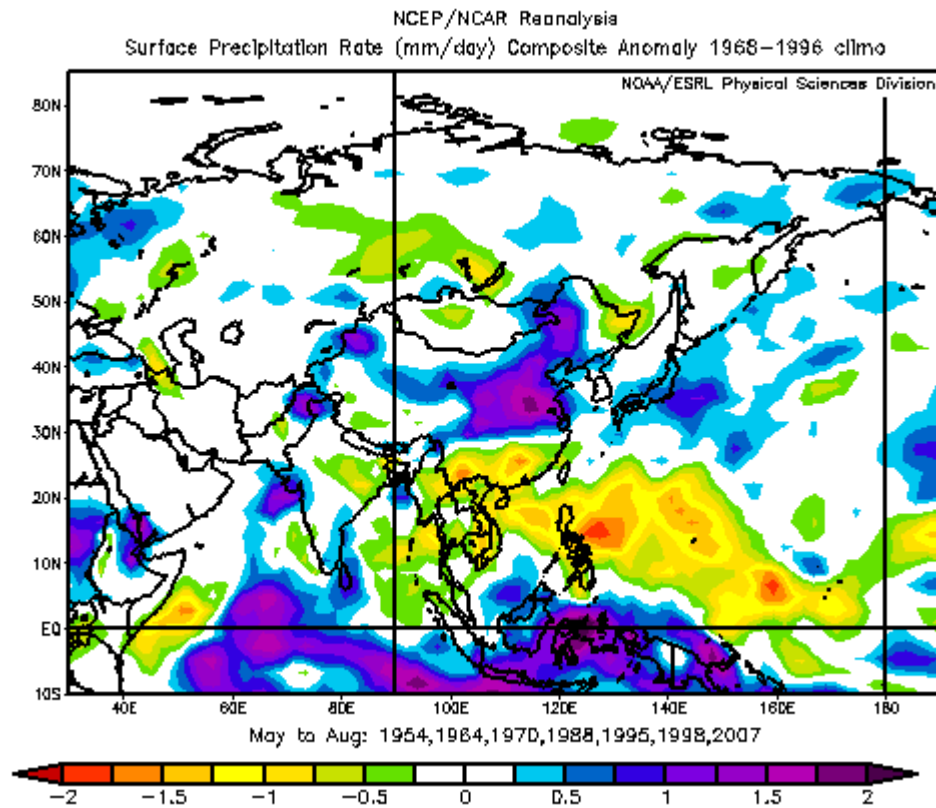 NCEP/NCAR Reanalysis
Surface Precipitation Rate (mm/day) Composite Anomaly 1968-1996 climo
NOAA/ESRL Physical Sciences Division
80N
70N
60N
50N
40N
30N
20N
10N
EQ
10S
40E 60E 80E 100E 120E 140E 160E 180
May to Aug: 1954,1964,1970,1988,1995,1998,2007
-2 -1.5 -1 -0.5 0 0.5 1 1.5 2